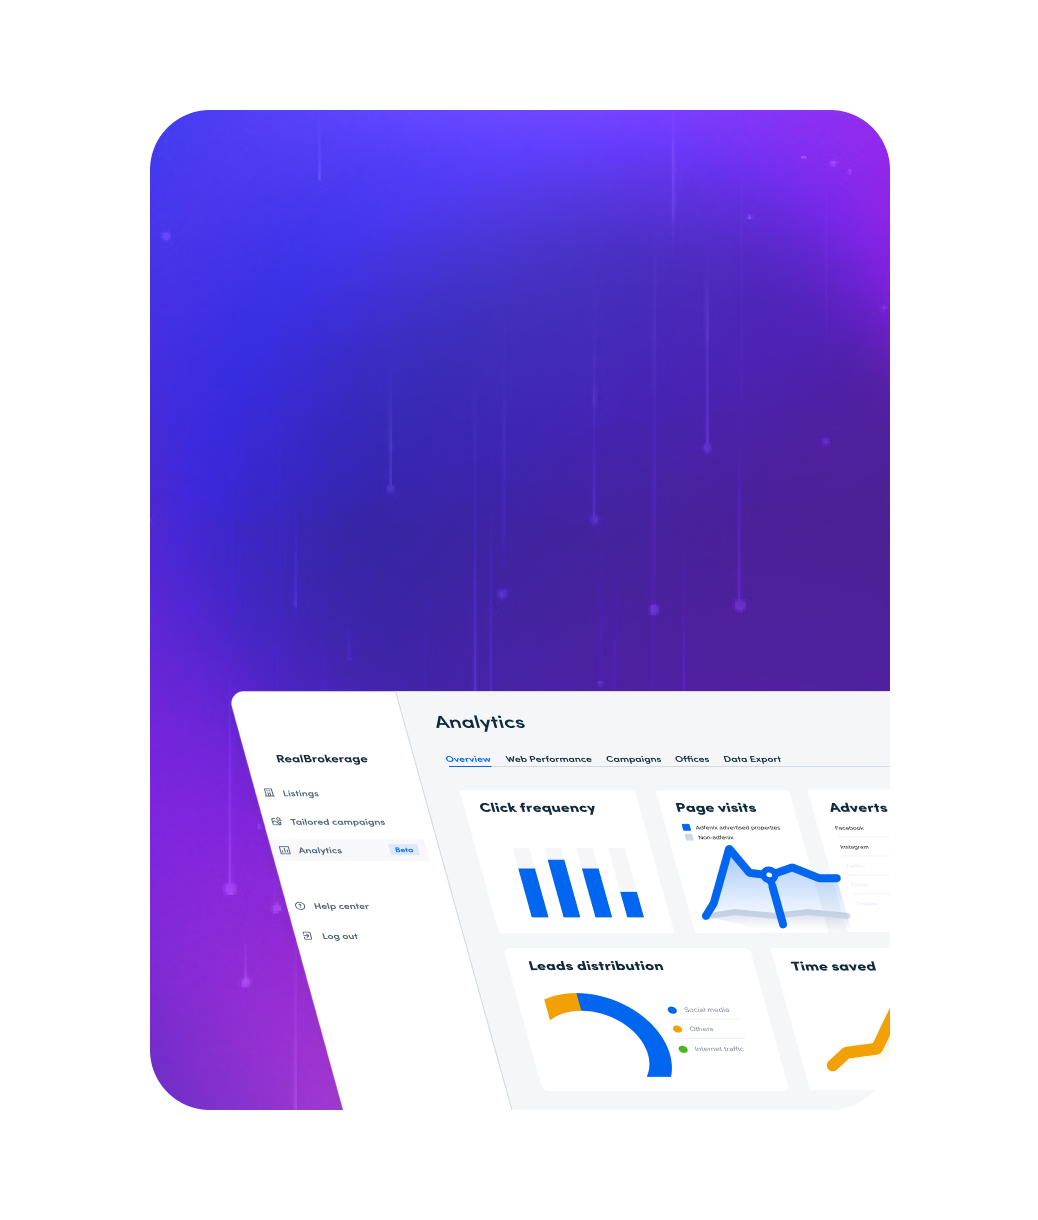 RealBrokerage
Listings
Tailored campaigns
Analytics Beta
Help center
Log out
Analytics
Overview Web Performance Campaigns Offices Data Export
Click frequency
Page visits
Adfenix advertised properties
Non-adfenix
Adverts
Facebook
Instagram
Leads distribution
Social media
Others
Internet traffic
Time saved